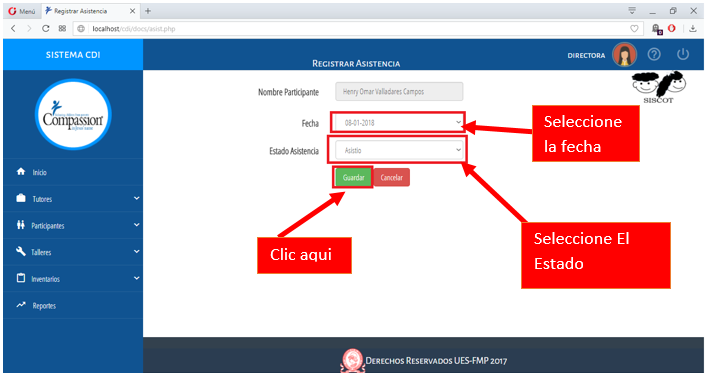 Menú
Registrar Asistencia
localhost/cdi/docs/asist.php
SISTEMA CDI
REGISTRAR ASISTENCIA
DIRECTORA
Compassion
SISCOT
Nombre Participante
Henry Omar Valladares Campos
Fecha
08-01-2018
Estado Asistencia
Asistio
Guardar
Cancelar
Seleccione
la fecha
Clic aqui
Seleccione El
Estado
Inicio
Tutores
Participantes
Talleres
Inventarios
Reportes
DERECHOS RESERVADOS UES-FMP 2017